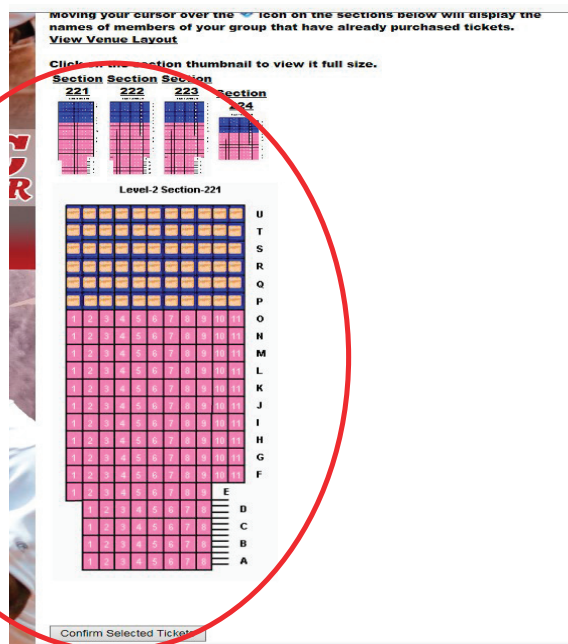 Moving your cursor over the icon on the sections below will display the
names of members of your group that have already purchased tickets.
View Venue Layout
Click on the section thumbnail to view it full size.
Section Section Section Section
221 222 223 224
Level-2 Section-221
U
T
S
R
Q
P
1 2 3 4 5 6 7 8 9 10 11 O
1 2 3 4 5 6 7 8 9 10 11 N
1 2 3 4 5 6 7 8 9 10 11 M
1 2 3 4 5 6 7 8 9 10 11 L
1 2 3 4 5 6 7 8 9 10 11 K
1 2 3 4 5 6 7 8 9 10 11 J
1 2 3 4 5 6 7 8 9 10 11 I
1 2 3 4 5 6 7 8 9 10 11 H
1 2 3 4 5 6 7 8 9 10 11 G
1 2 3 4 5 6 7 8 9 10 11 F
1 2 3 4 5 6 7 8 9 E
1 2 3 4 5 6 7 8 D
1 2 3 4 5 6 7 8 C
1 2 3 4 5 6 7 8 B
1 2 3 4 5 6 7 8 A
Confirm Selected Tickets